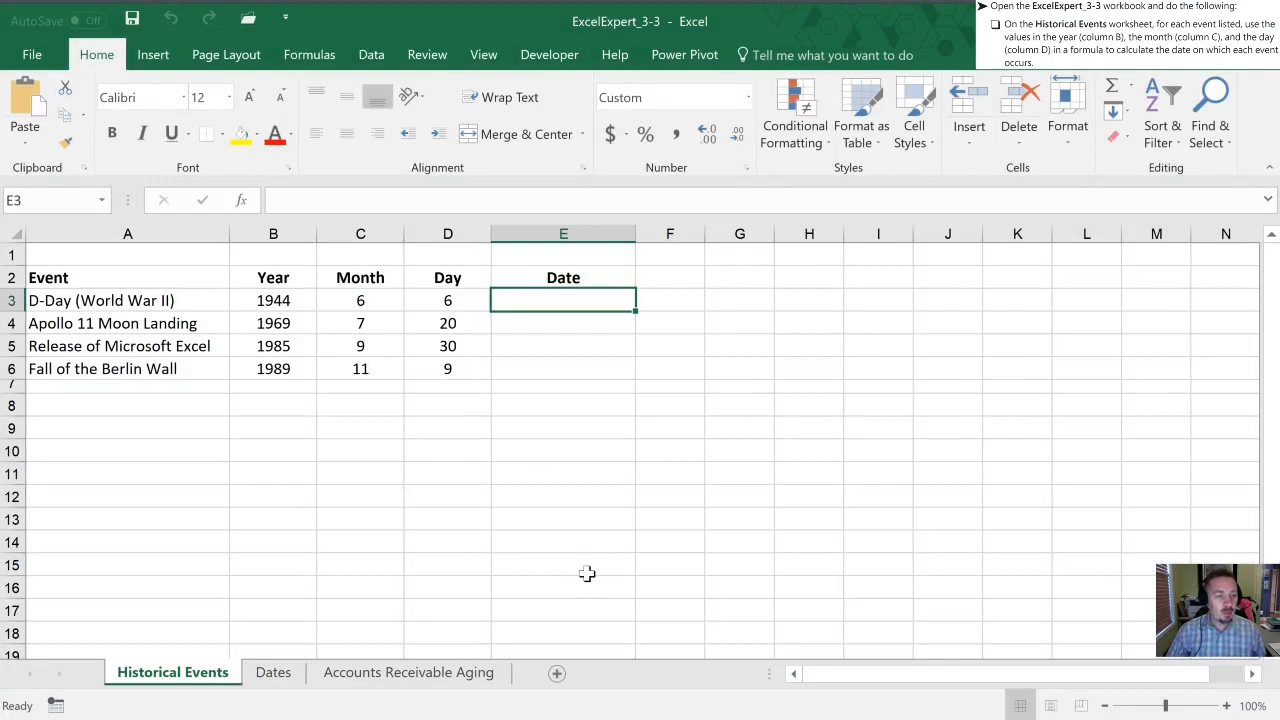 AutoSave Off
ExcelExpert_3-3 - Excel
➤ Open the ExcelExpert_3-3 workbook and do the following:
❑ On the Historical Events worksheet, for each event listed, use the
values in the year (column B), the month (column C), and the day
(column D) in a formula to calculate the date on which each event
occurs.
File Home Insert Page Layout Formulas Data Review View Developer Help Power Pivot Tell me what you want to do
Calibri 12 Wrap Text Custom
Paste B I U A Merge & Center $ % , Conditional Formatting Format as Table Cell Styles Insert Delete Format Sort & Filter Find & Select
Clipboard Font Alignment Number Styles Cells Editing
E3 fx
A B C D E F G H I J K L M N
1
2 Event Year Month Day Date
3 D-Day (World War II) 1944 6 6
4 Apollo 11 Moon Landing 1969 7 20
5 Release of Microsoft Excel 1985 9 30
6 Fall of the Berlin Wall 1989 11 9
7
8
9
10
11
12
13
14
15
16
17
18
19
Historical Events Dates Accounts Receivable Aging
Ready 100%